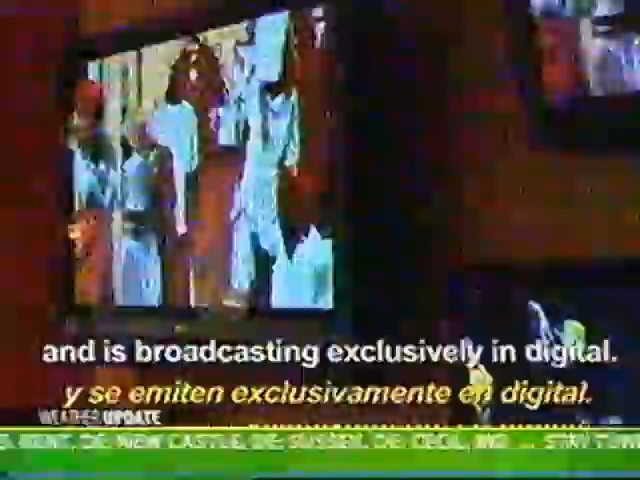 and is broadcasting exclusively in digital.
y se emiten exclusivamente en digital.
WEATHER UPDATE
KENT, DE, NEW CASTLE, DE, SUSSEX, DE, CECIL, MD ... STAY